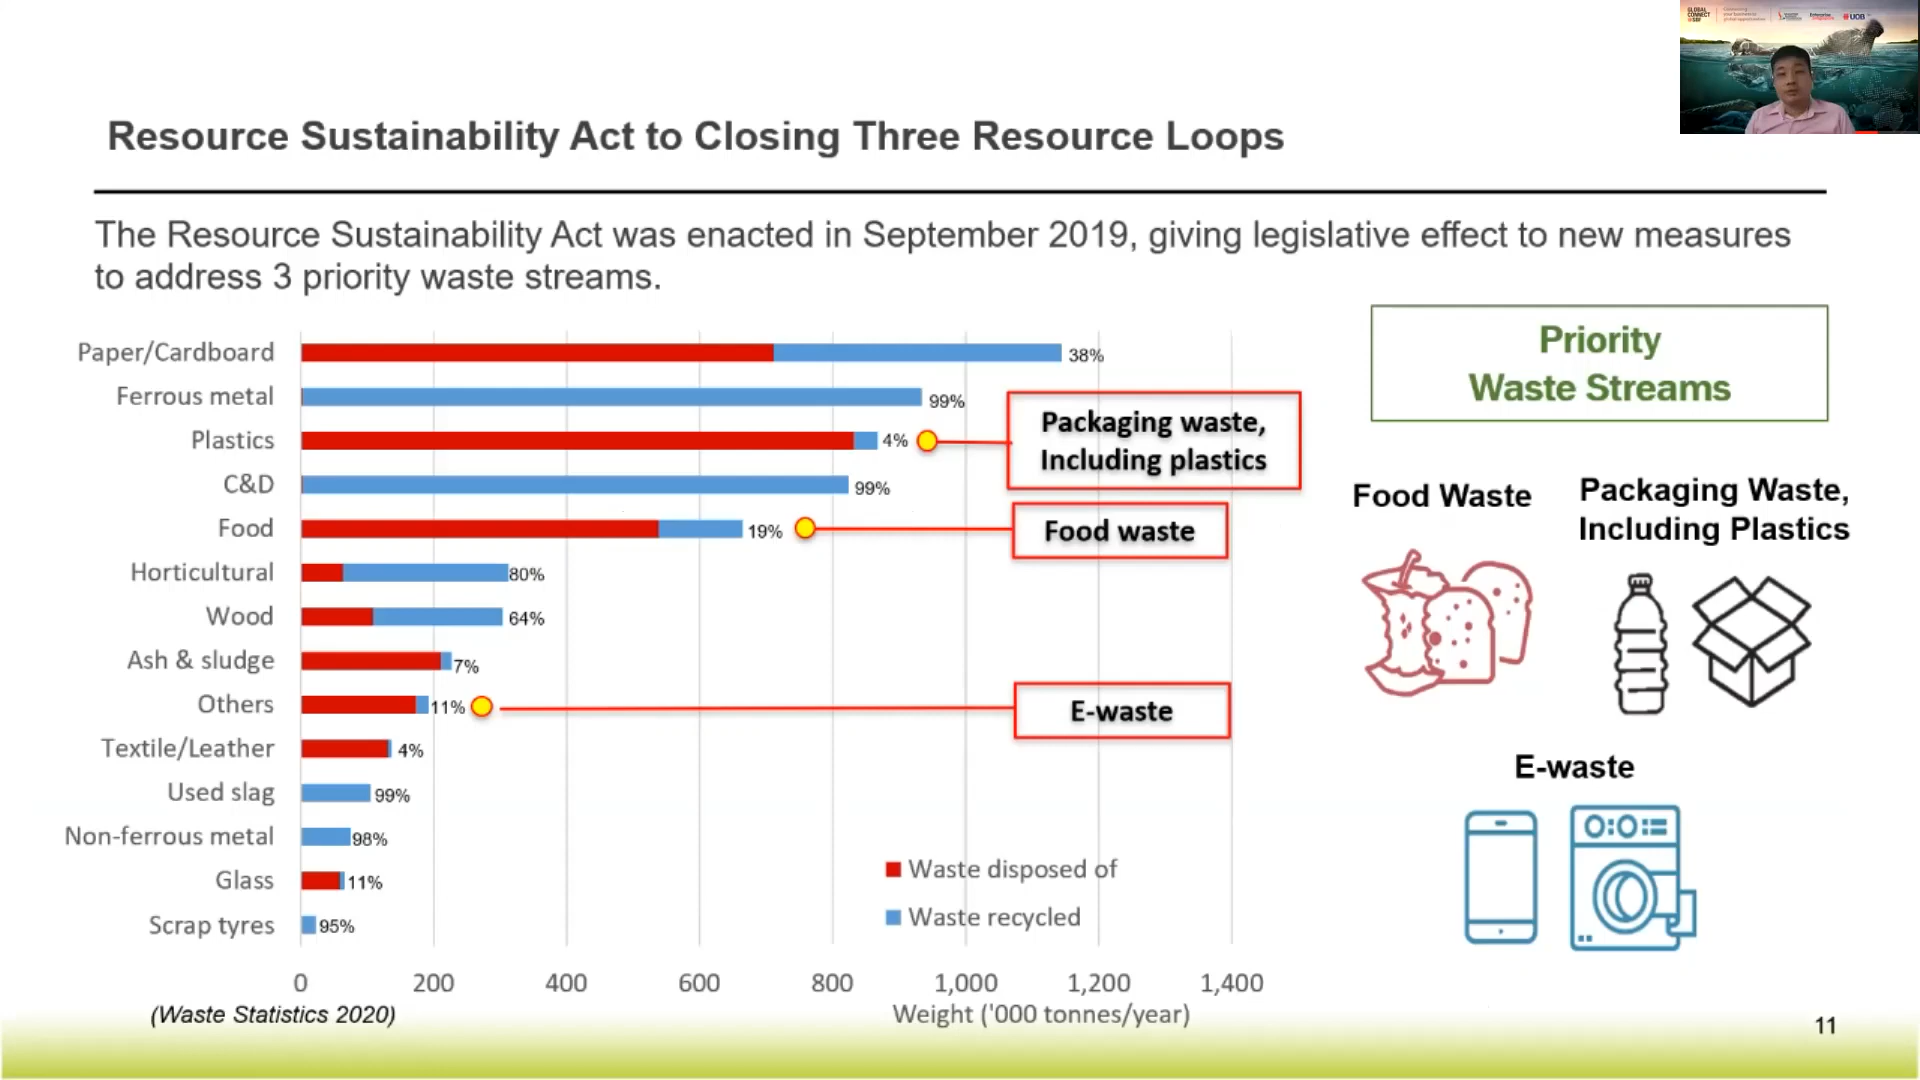 GLOBAL
CONNECT
@SBF
UOB
Resource Sustainability Act to Closing Three Resource Loops
The Resource Sustainability Act was enacted in September 2019, giving legislative effect to new measures
to address 3 priority waste streams.
Paper/Cardboard 38%
Ferrous metal 99%
Plastics 4%
C&D 99%
Food 19%
Horticultural 80%
Wood 64%
Ash & sludge 7%
Others 11%
Textile/Leather 4%
Used slag 99%
Non-ferrous metal 98%
Glass 11%
Scrap tyres 95%
Packaging waste,
Including plastics
Food waste
E-waste
Waste disposed of
Waste recycled
0 200 400 600 800 1,000 1,200 1,400
Weight ('000 tonnes/year)
(Waste Statistics 2020)
Priority
Waste Streams
Food Waste
Packaging Waste,
Including Plastics
E-waste
11